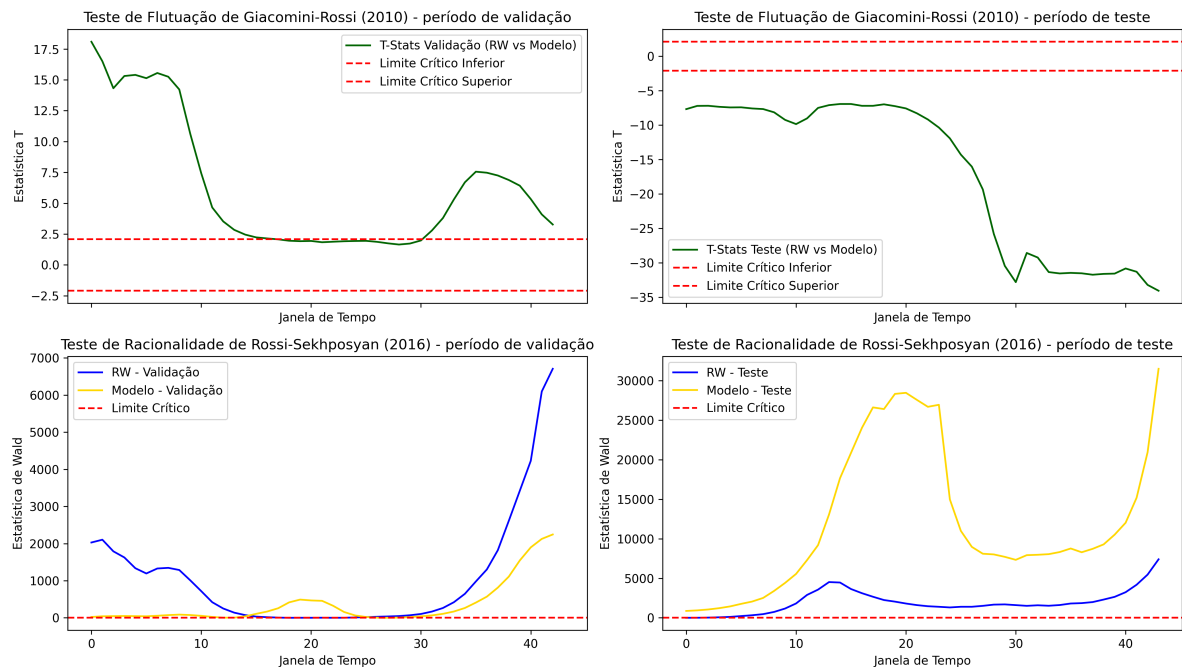 Teste de Flutuação de Giacomini-Rossi (2010) - período de validação
17.5
15.0
12.5
10.0
7.5
5.0
2.5
0.0
−2.5
Estatística T
T-Stats Validação (RW vs Modelo)
Limite Crítico Inferior
Limite Crítico Superior
Janela de Tempo
Teste de Flutuação de Giacomini-Rossi (2010) - período de teste
0
−5
−10
−15
−20
−25
−30
−35
Estatística T
T-Stats Teste (RW vs Modelo)
Limite Crítico Inferior
Limite Crítico Superior
Janela de Tempo
Teste de Racionalidade de Rossi-Sekhposyan (2016) - período de validação
7000
6000
5000
4000
3000
2000
1000
0
Estatística de Wald
RW - Validação
Modelo - Validação
Limite Crítico
0 10 20 30 40
Janela de Tempo
Teste de Racionalidade de Rossi-Sekhposyan (2016) - período de teste
30000
25000
20000
15000
10000
5000
0
Estatística de Wald
RW - Teste
Modelo - Teste
Limite Crítico
0 10 20 30 40
Janela de Tempo